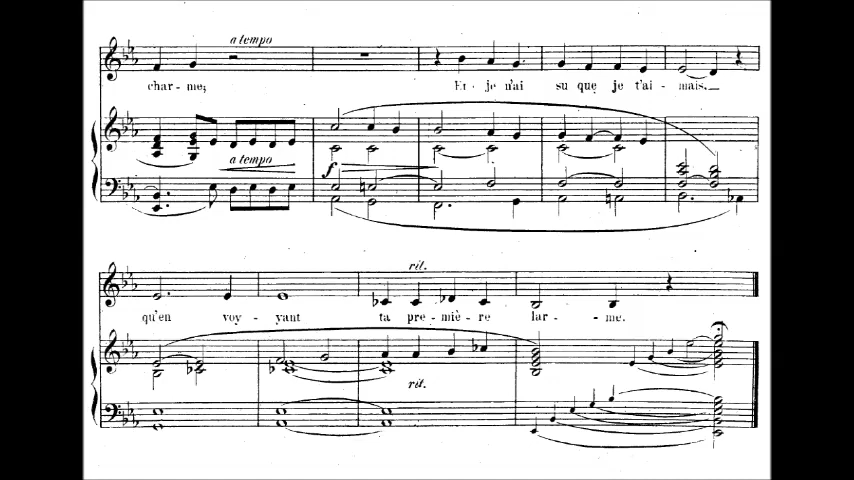 a tempo
char - me;
Et je n'ai su que je t'ai - mais.
a tempo
f
rit.
qu'en voy - yant ta pre - miè - re lar - me.
rit.